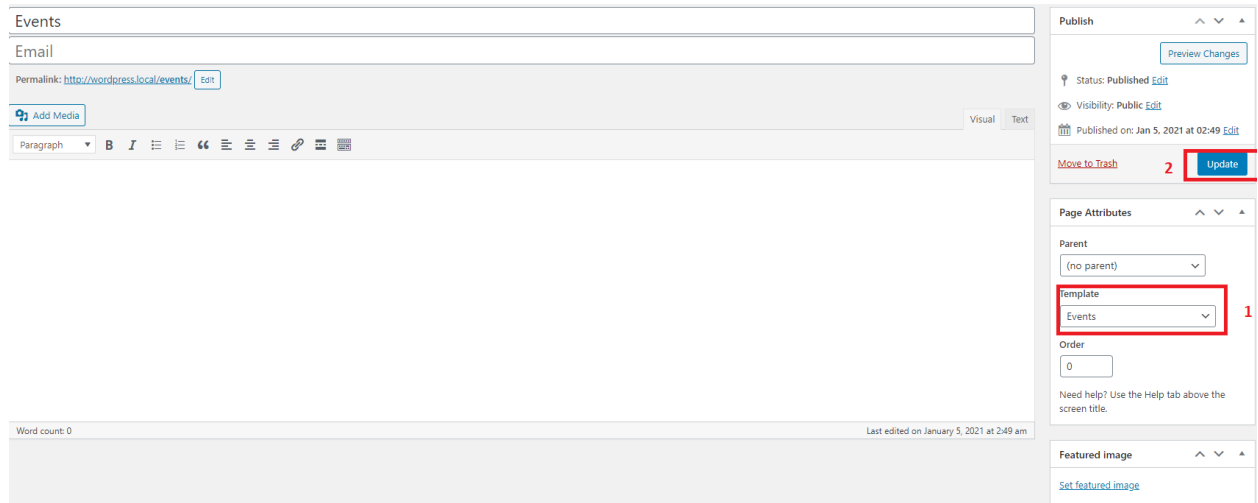 Events
Email
Permalink: http://wordpress.local/events/ Edit
Add Media
Visual Text
Paragraph B I
Word count: 0 Last edited on January 5, 2021 at 2:49 am
Publish
Preview Changes
Status: Published Edit
Visibility: Public Edit
Published on: Jan 5, 2021 at 02:49 Edit
Move to Trash 2 Update
Page Attributes
Parent
(no parent)
Template
Events 1
Order
0
Need help? Use the Help tab above the
screen title.
Featured image
Set featured image